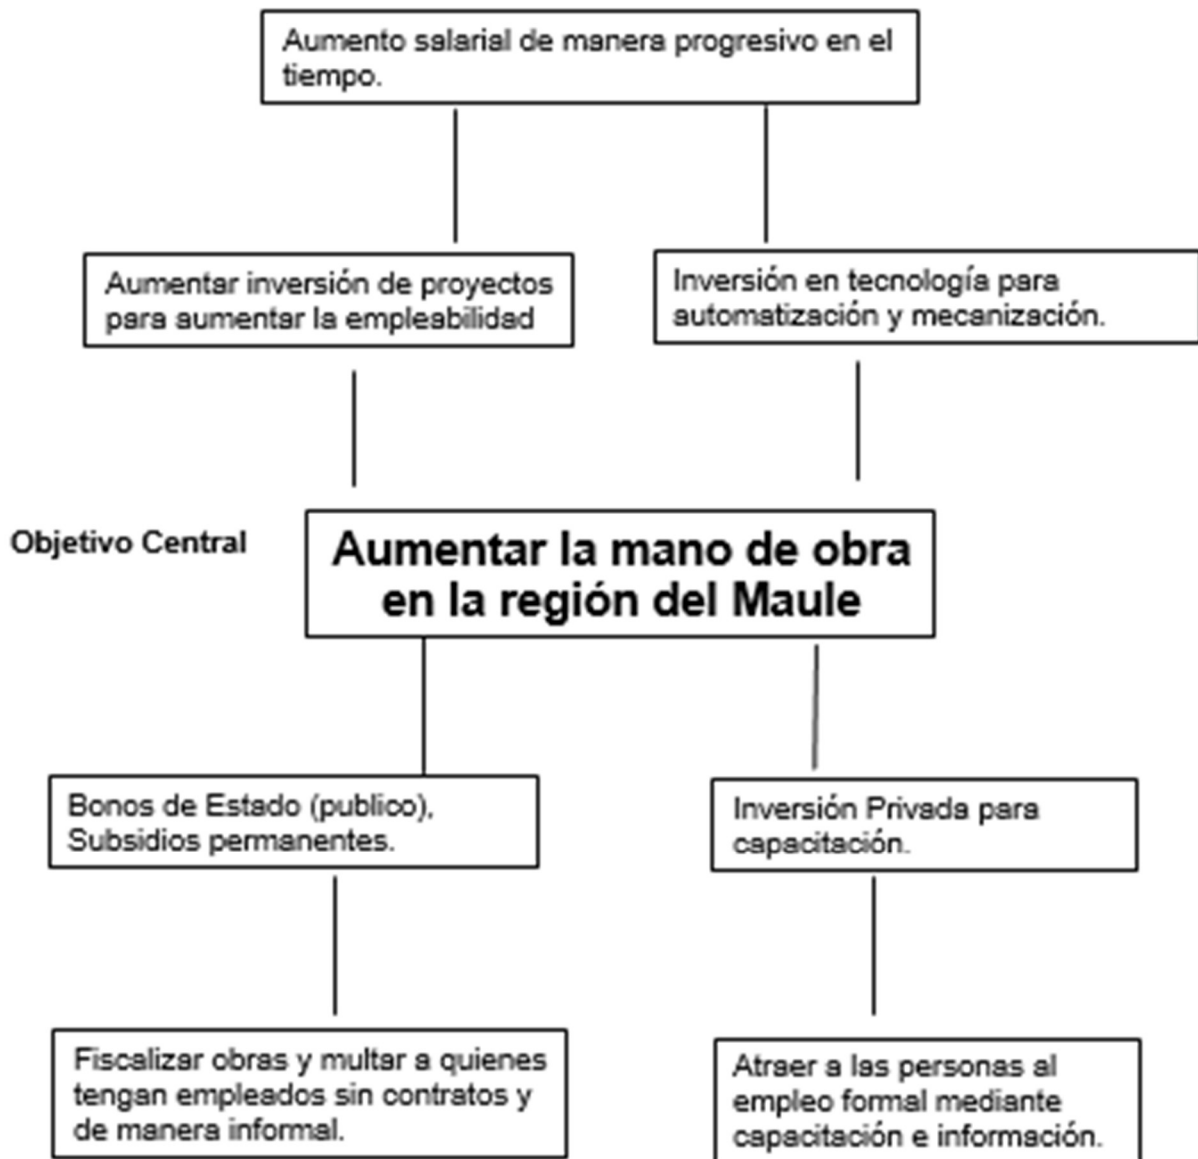 Aumento salarial de manera progresivo en el
tiempo.
Aumentar inversión de proyectos
para aumentar la empleabilidad
Inversión en tecnología para
automatización y mecanización.
Objetivo Central
Aumentar la mano de obra
en la región del Maule
Bonos de Estado (publico),
Subsidios permanentes.
Inversión Privada para
capacitación.
Fiscalizar obras y multar a quienes
tengan empleados sin contratos y
de manera informal.
Atraer a las personas al
empleo formal mediante
capacitación e información.